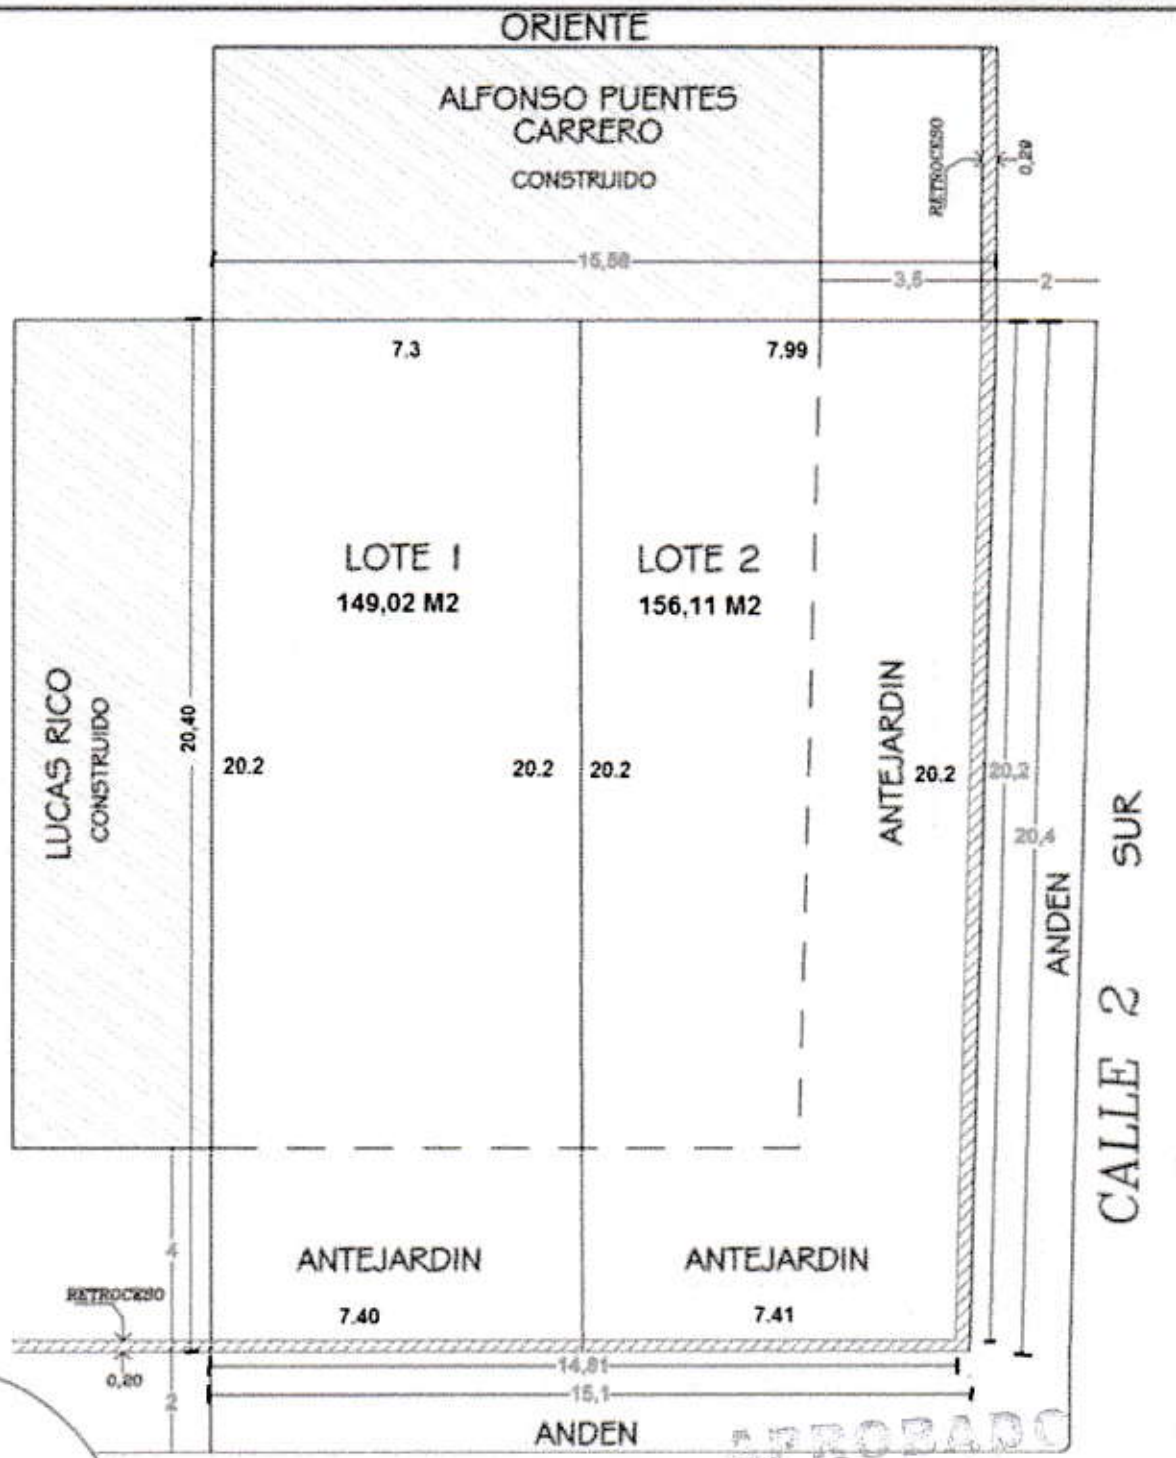 ORIENTE
ALFONSO PUENTES
CARRERO
CONSTRUIDO
RETROCESO
0,29
15,58
3,5
2
7.3
7.99
LOTE 1
149,02 M2
LOTE 2
156,11 M2
LUCAS RICO
CONSTRUIDO
20,40
20.2
20.2
20.2
ANTEJARDIN
20.2
20,2
20,4
ANDEN
CALLE 2 SUR
4
ANTEJARDIN
ANTEJARDIN
RETROCESO
7.40
7.41
0,20
2
14,81
15,1
ANDEN
APROBADO